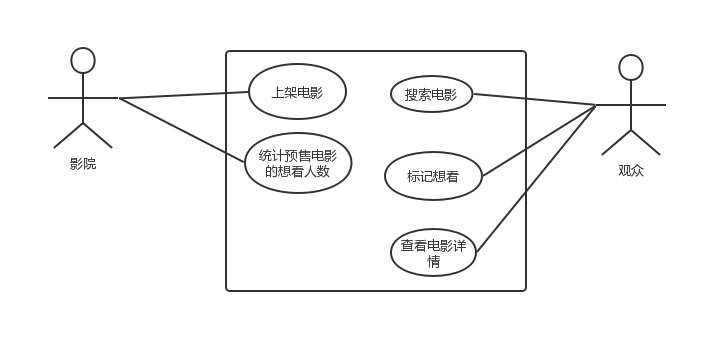 上架电影
搜索电影
统计预售电影
的想看人数
影院
标记想看
观众
查看电影详
情